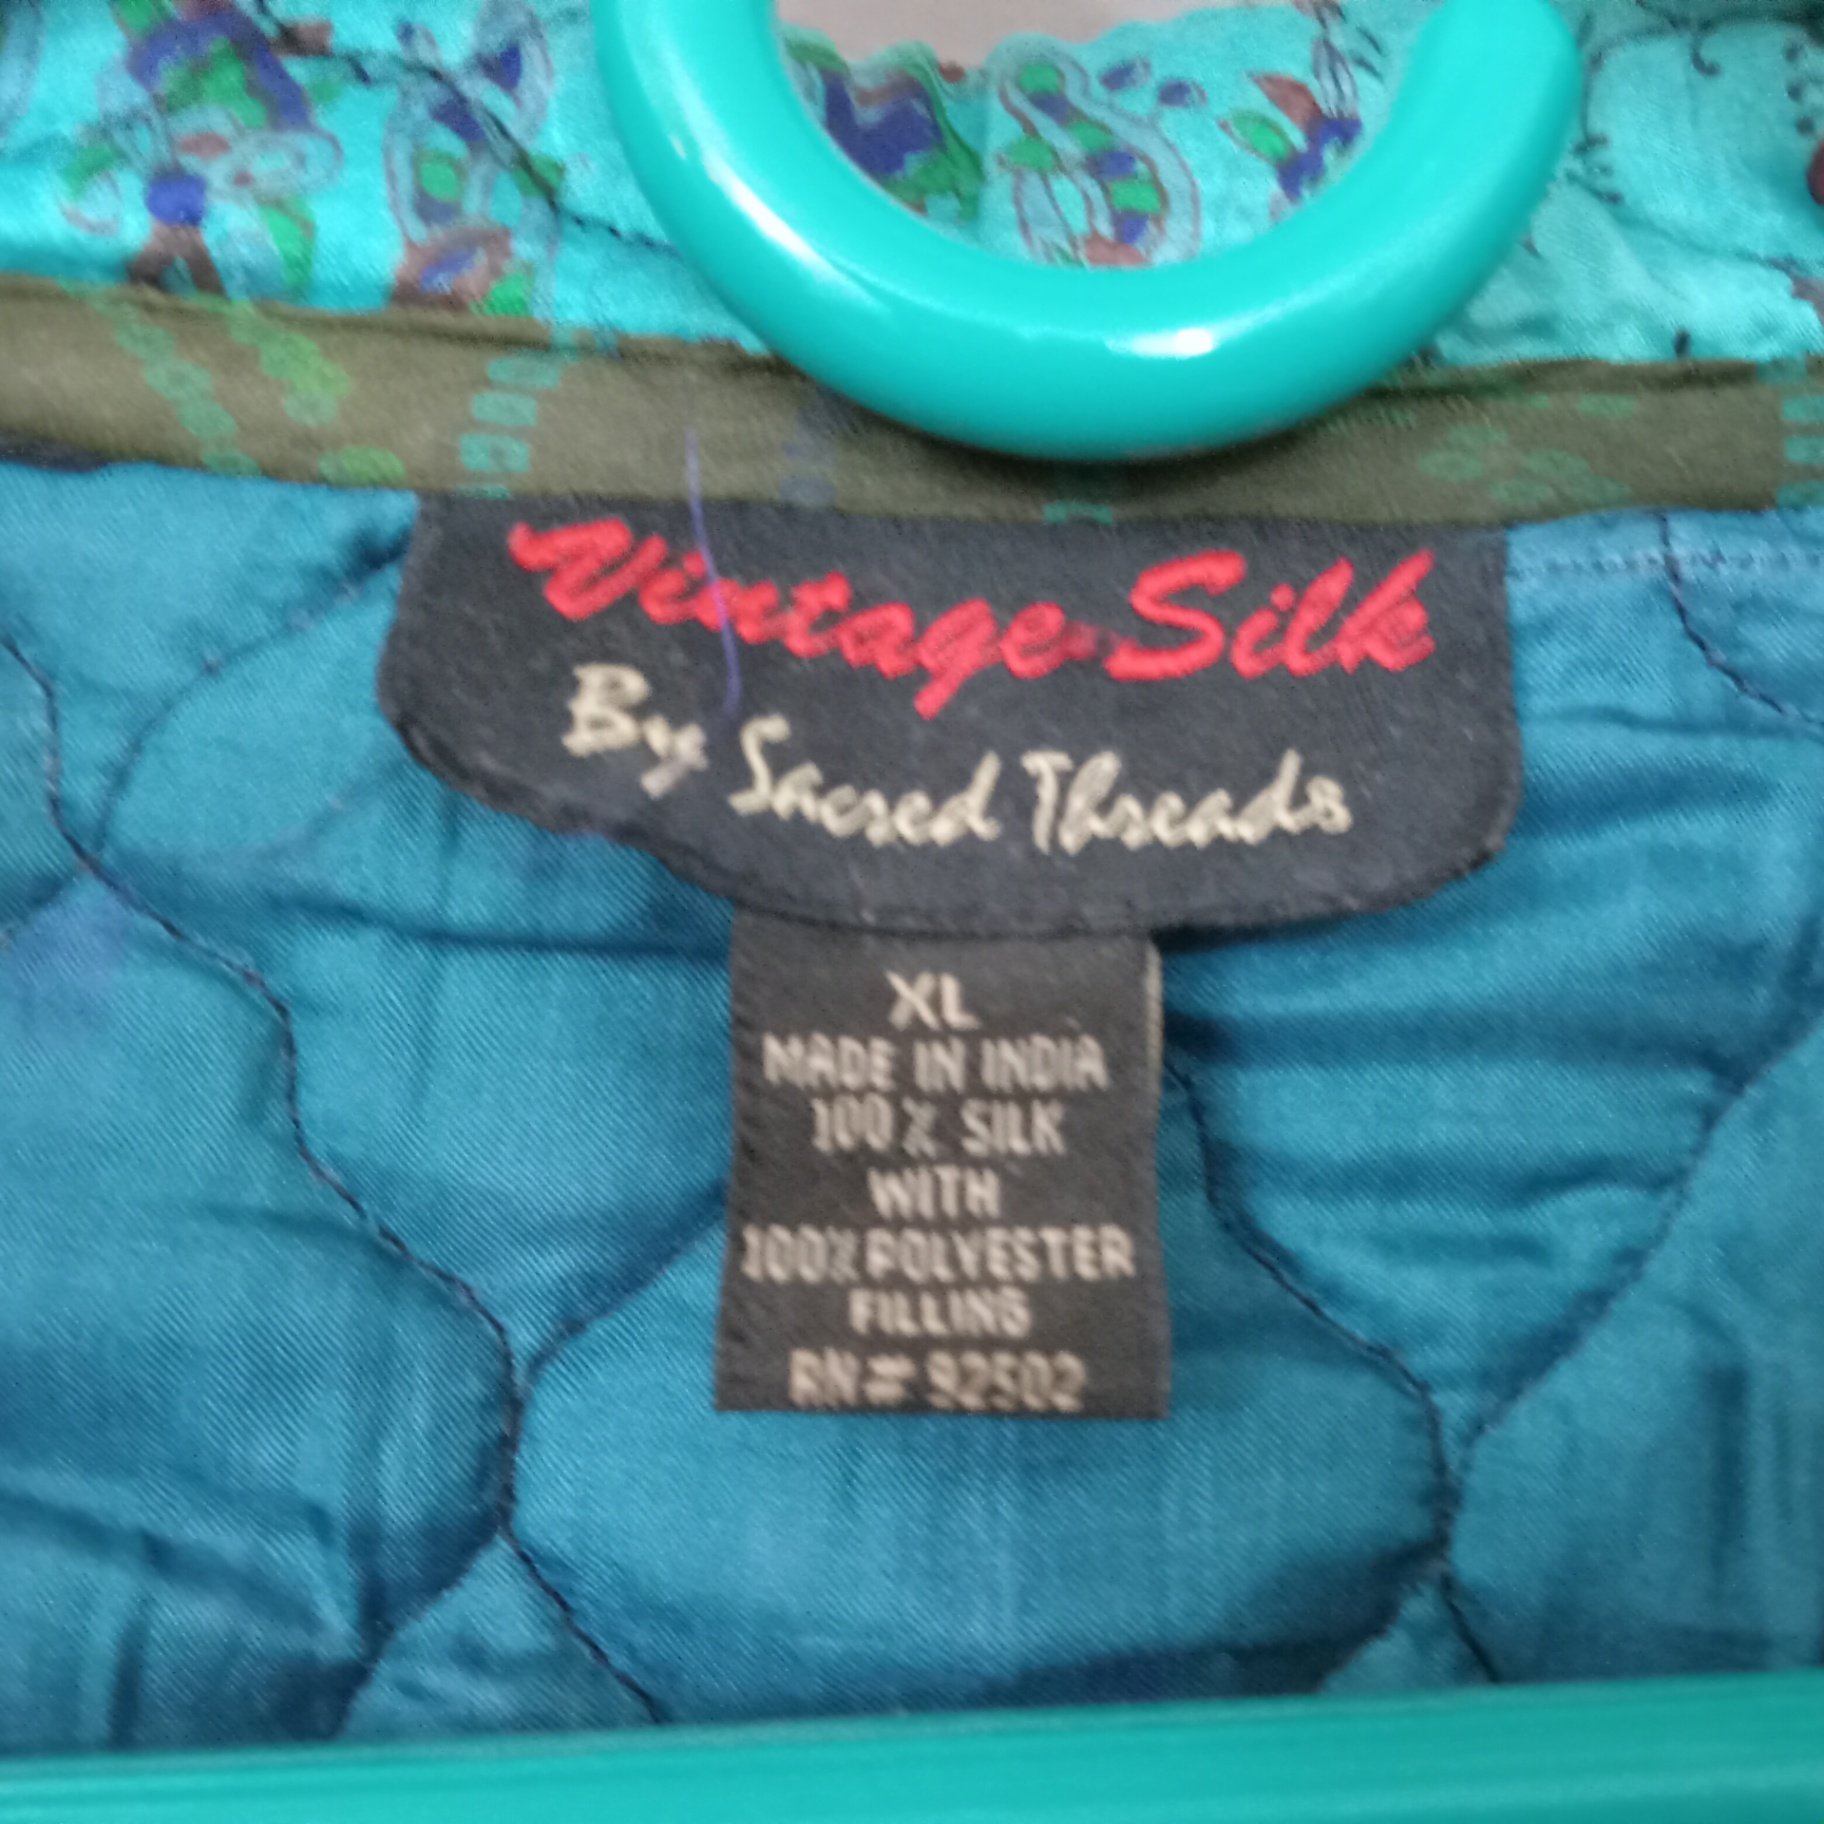 Vintage Silk
By Sacred Threads
XL
MADE IN INDIA
100% SILK
WITH
100% POLYESTER
FILLING
RN# 92502